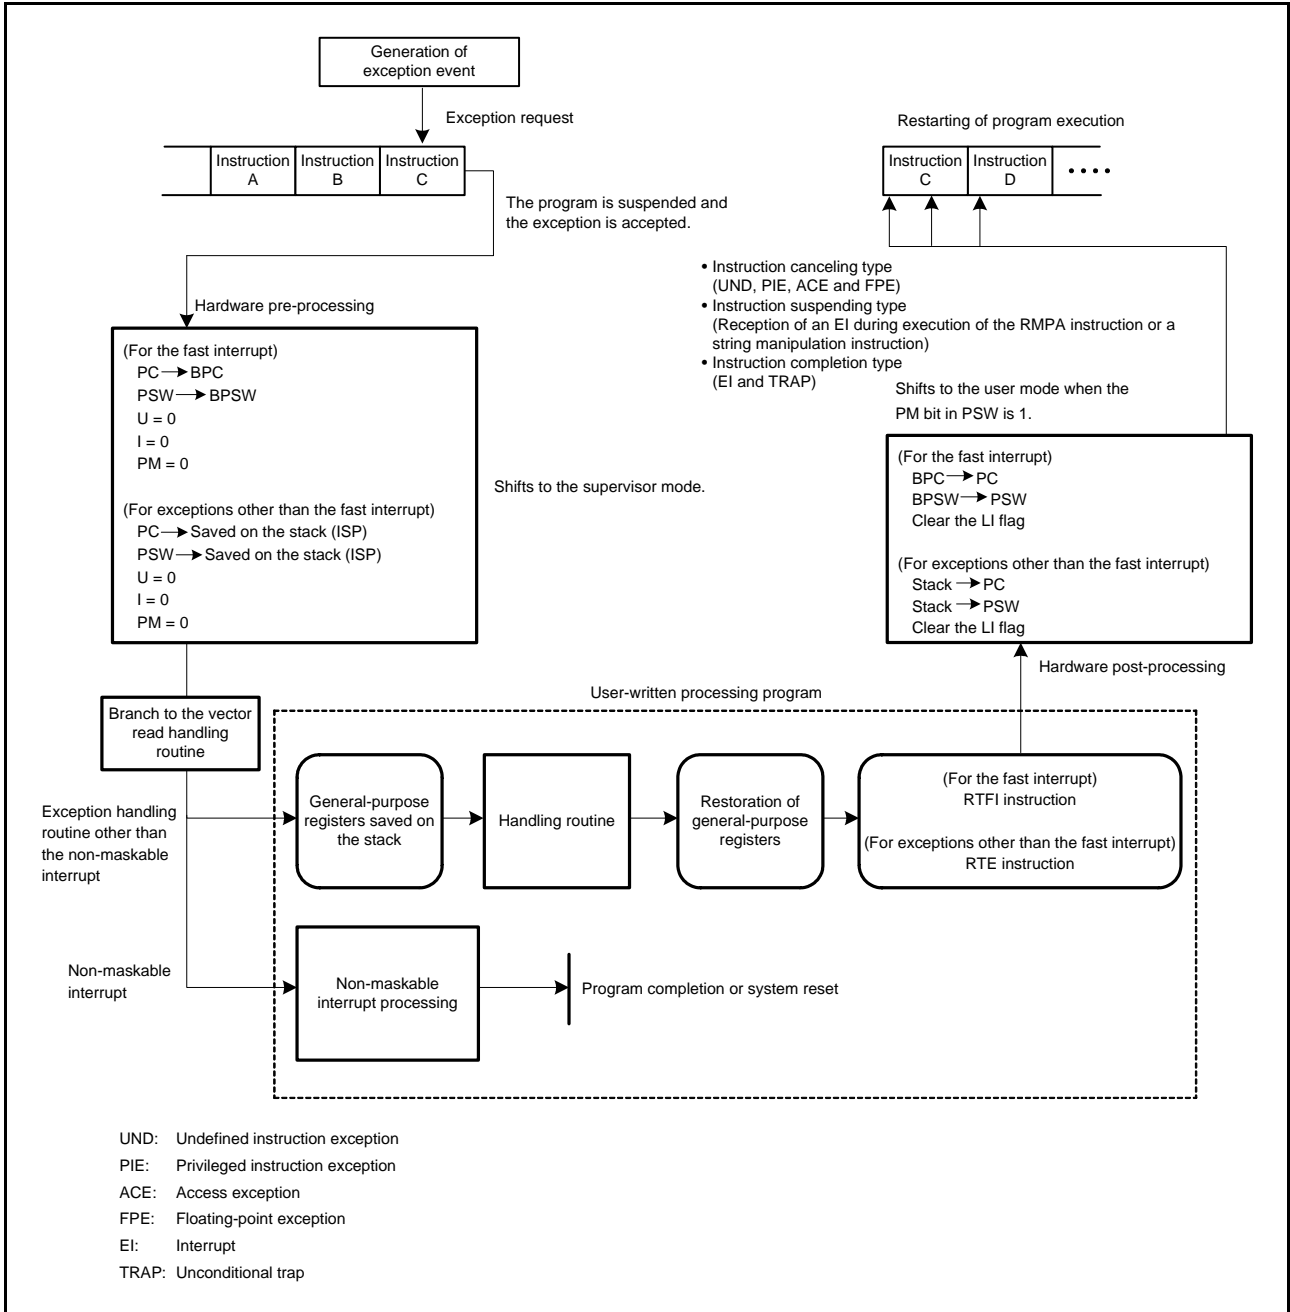 Generation of
exception event
Exception request
Instruction
A
Instruction
B
Instruction
C
The program is suspended and
the exception is accepted.
Restarting of program execution
Instruction
C
Instruction
D
• • • •
• Instruction canceling type
(UND, PIE, ACE and FPE)
• Instruction suspending type
(Reception of an EI during execution of the RMPA instruction or a
string manipulation instruction)
• Instruction completion type
(EI and TRAP)
Hardware pre-processing
(For the fast interrupt)
PC → BPC
PSW → BPSW
U = 0
I = 0
PM = 0
(For exceptions other than the fast interrupt)
PC → Saved on the stack (ISP)
PSW → Saved on the stack (ISP)
U = 0
I = 0
PM = 0
Shifts to the supervisor mode.
Shifts to the user mode when the
PM bit in PSW is 1.
(For the fast interrupt)
BPC → PC
BPSW → PSW
Clear the LI flag
(For exceptions other than the fast interrupt)
Stack → PC
Stack → PSW
Clear the LI flag
Hardware post-processing
Branch to the vector
read handling
routine
User-written processing program
Exception handling
routine other than
the non-maskable
interrupt
General-purpose
registers saved on
the stack
Handling routine
Restoration of
general-purpose
registers
(For the fast interrupt)
RTFI instruction
(For exceptions other than the fast interrupt)
RTE instruction
Non-maskable
interrupt
Non-maskable
interrupt processing
Program completion or system reset
UND: Undefined instruction exception
PIE: Privileged instruction exception
ACE: Access exception
FPE: Floating-point exception
EI: Interrupt
TRAP: Unconditional trap